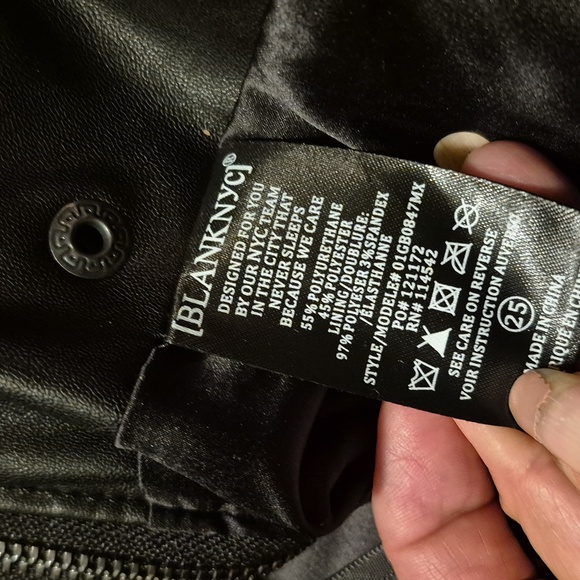 [BLANKNYC]®
DESIGNED FOR YOU
BY OUR NYC TEAM
IN THE CITY THAT
NEVER SLEEPS
BECAUSE WE CARE
55% POLYURETHANE
45% POLYESTER
LINING/DOUBLURE:
97% POLYESER 3%SPANDEX
/ÉLASTHANNE
STYLE/MODELE# 01GB0847MX
PO# 121172
RN# 114542
SEE CARE ON REVERSE
VOIR INSTRUCTION AU
25
MADE IN CHINA